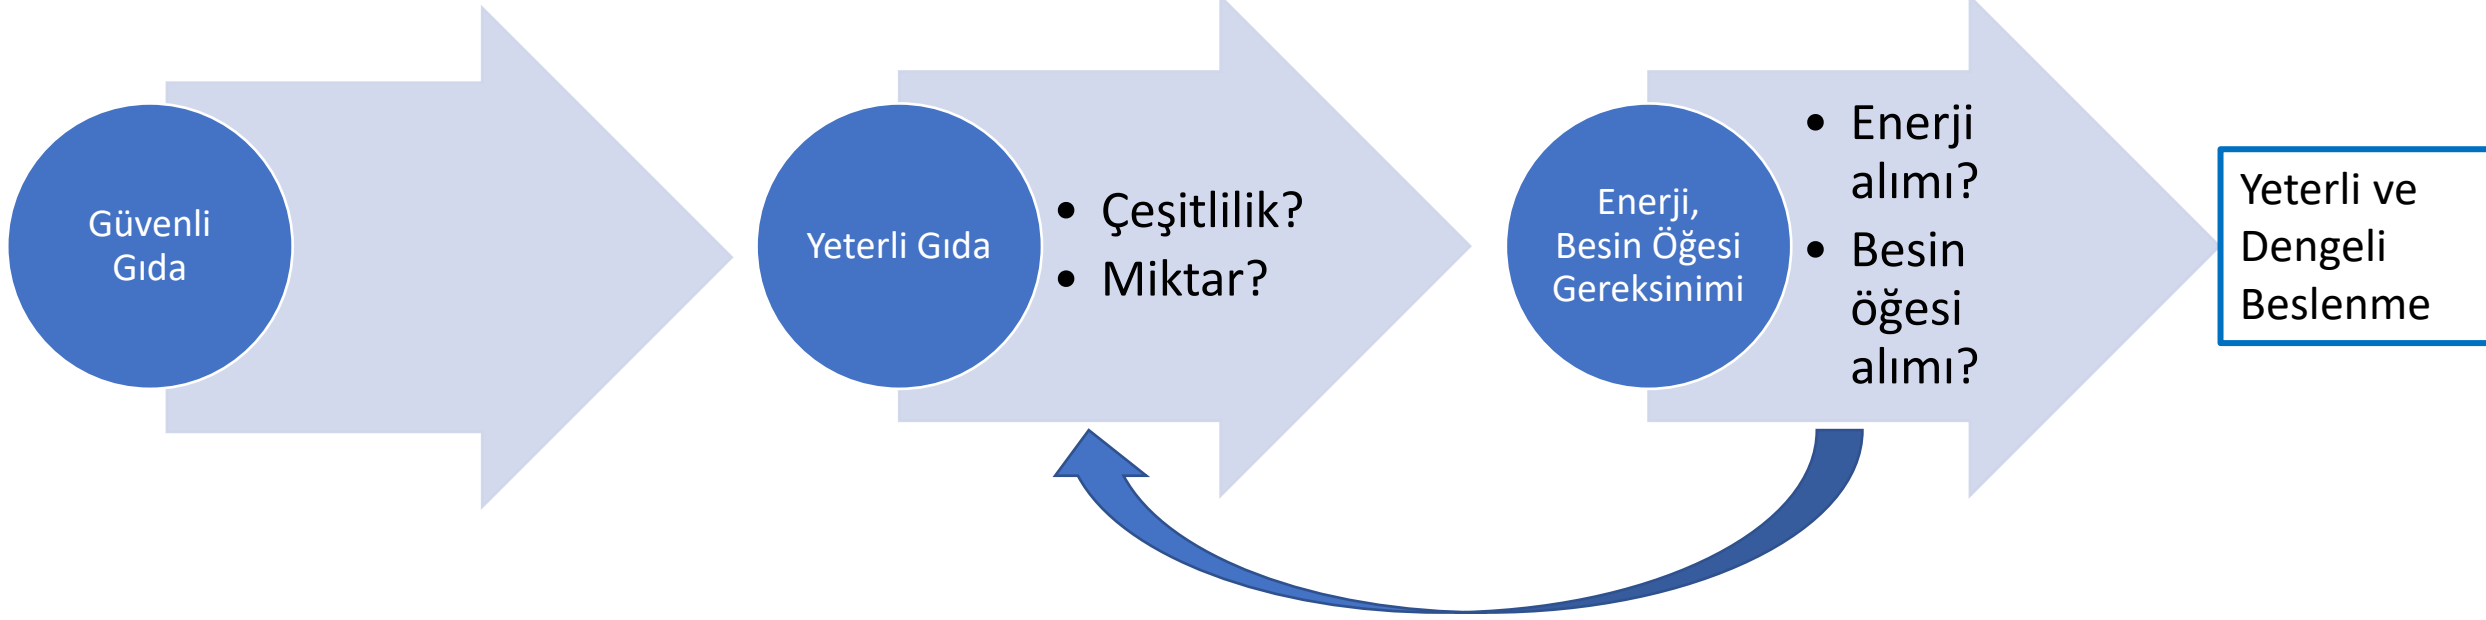 Güvenli
Gıda
Yeterli Gıda
• Çeşitlilik?
• Miktar?
Enerji,
Besin Öğesi
Gereksinimi
• Enerji
alımı?
• Besin
öğesi
alımı?
Yeterli ve
Dengeli
Beslenme